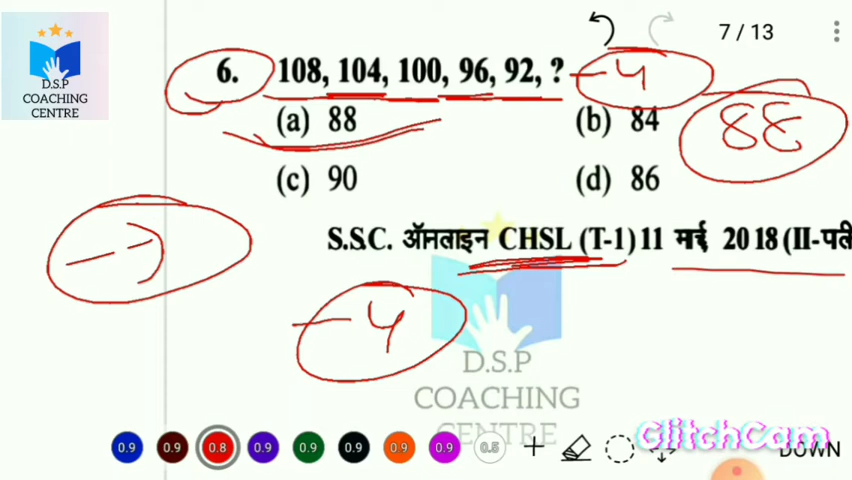 7 / 13
D.S.P
COACHING
CENTRE
6. 108, 104, 100, 96, 92, ? -4
(a) 88 (b) 84
88
(c) 90 (d) 86
S.S.C. ऑनलाइन CHSL (T-1) 11 माई 2018 (II-पली
-4
D.S.P
COACHING
CENTRE
GlitchCam
0.9 0.9 0.8 0.9 0.9 0.9 0.9 0.9 0.5 DOWN